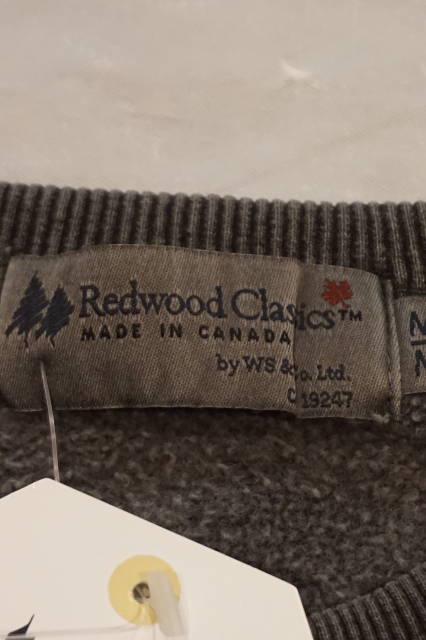 Redwood Classics™
MADE IN CANADA
by WS & Co. Ltd.
C 19247